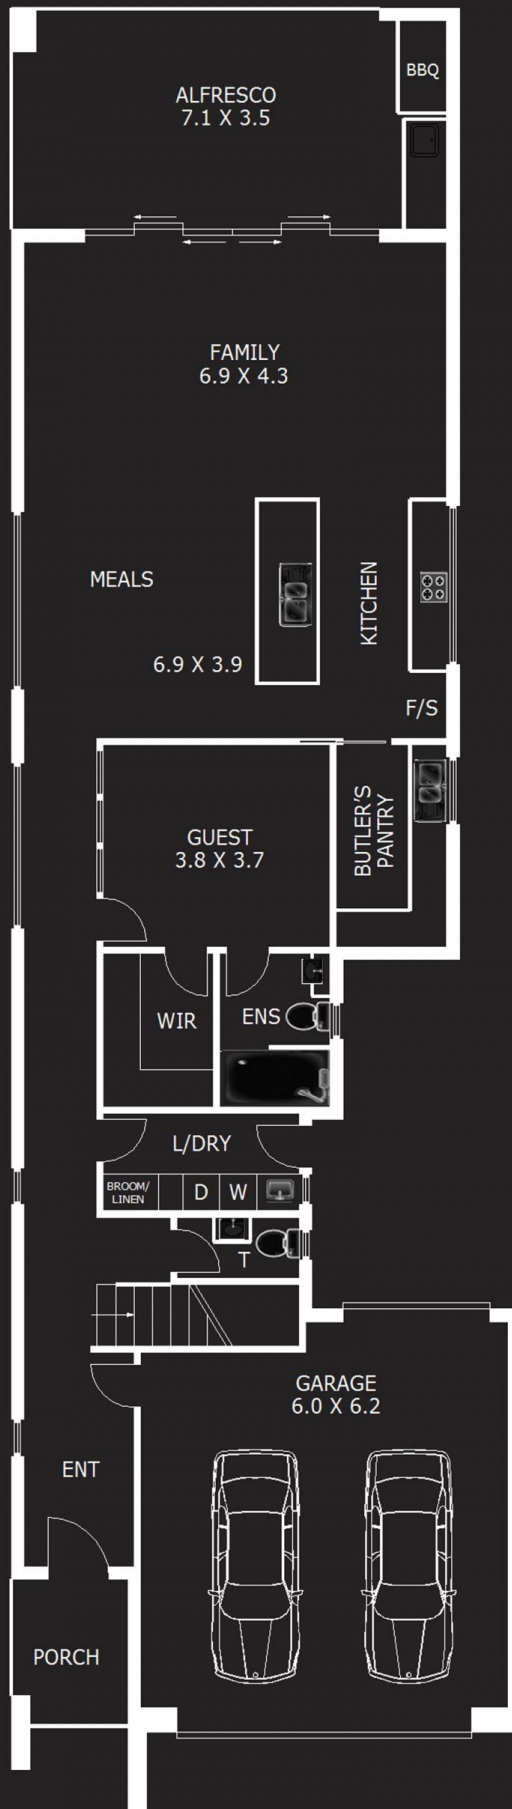 BBQ
ALFRESCO
7.1 X 3.5
FAMILY
6.9 X 4.3
MEALS
KITCHEN
6.9 X 3.9
F/S
BUTLER'S
PANTRY
GUEST
3.8 X 3.7
WIR
ENS
L/DRY
BROOM/
LINEN
D
W
T
GARAGE
6.0 X 6.2
ENT
PORCH